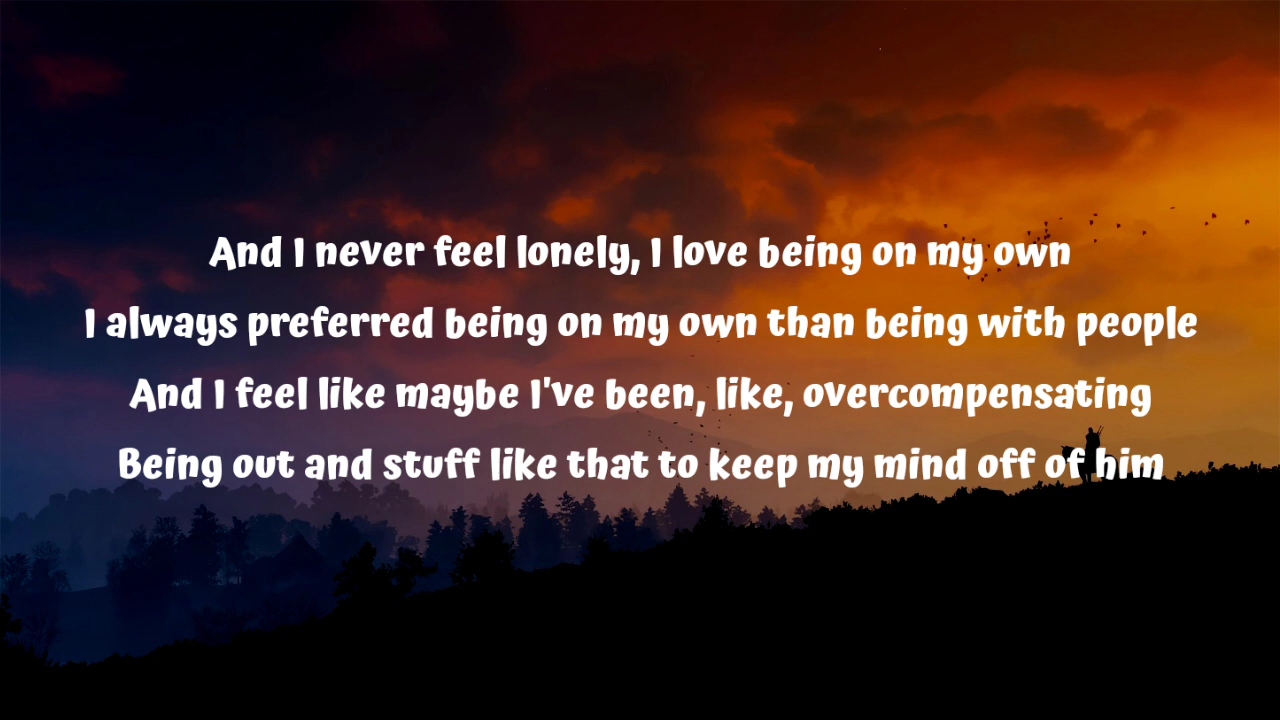 And I never feel lonely, I love being on my own
I always preferred being on my own than being with people
And I feel like maybe I've been, like, overcompensating
Being out and stuff like that to keep my mind off of him